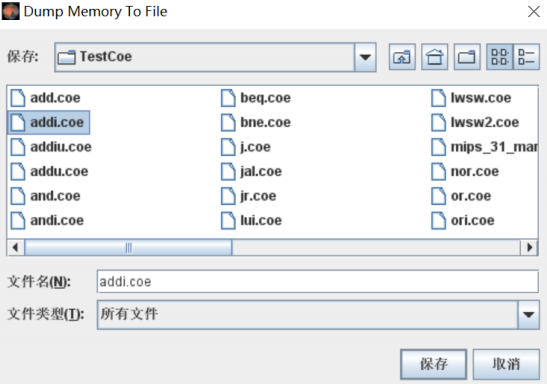 Dump Memory To File
保存: TestCoe
add.coe beq.coe lwsw.coe
addi.coe bne.coe lwsw2.coe
addiu.coe j.coe mips_31_mar
addu.coe jal.coe nor.coe
and.coe jr.coe or.coe
andi.coe lui.coe ori.coe
文件名(N): addi.coe
文件类型(T): 所有文件
保存 取消